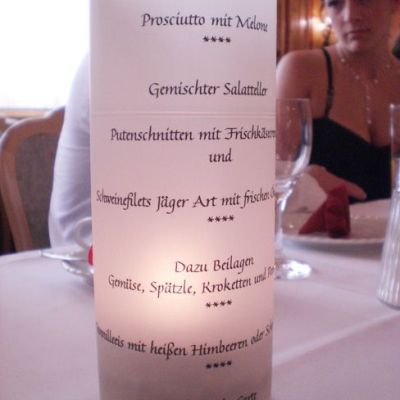 Prosciutto mit Melone
****
Gemischter Salatteller
Putenschnitten mit
und
Schweinefilets Jäger Art mit frischen
****
Dazu Beilagen
Gemüse, Spätzle, Kroketten und
****
mit heißen Himbeeren oder
****